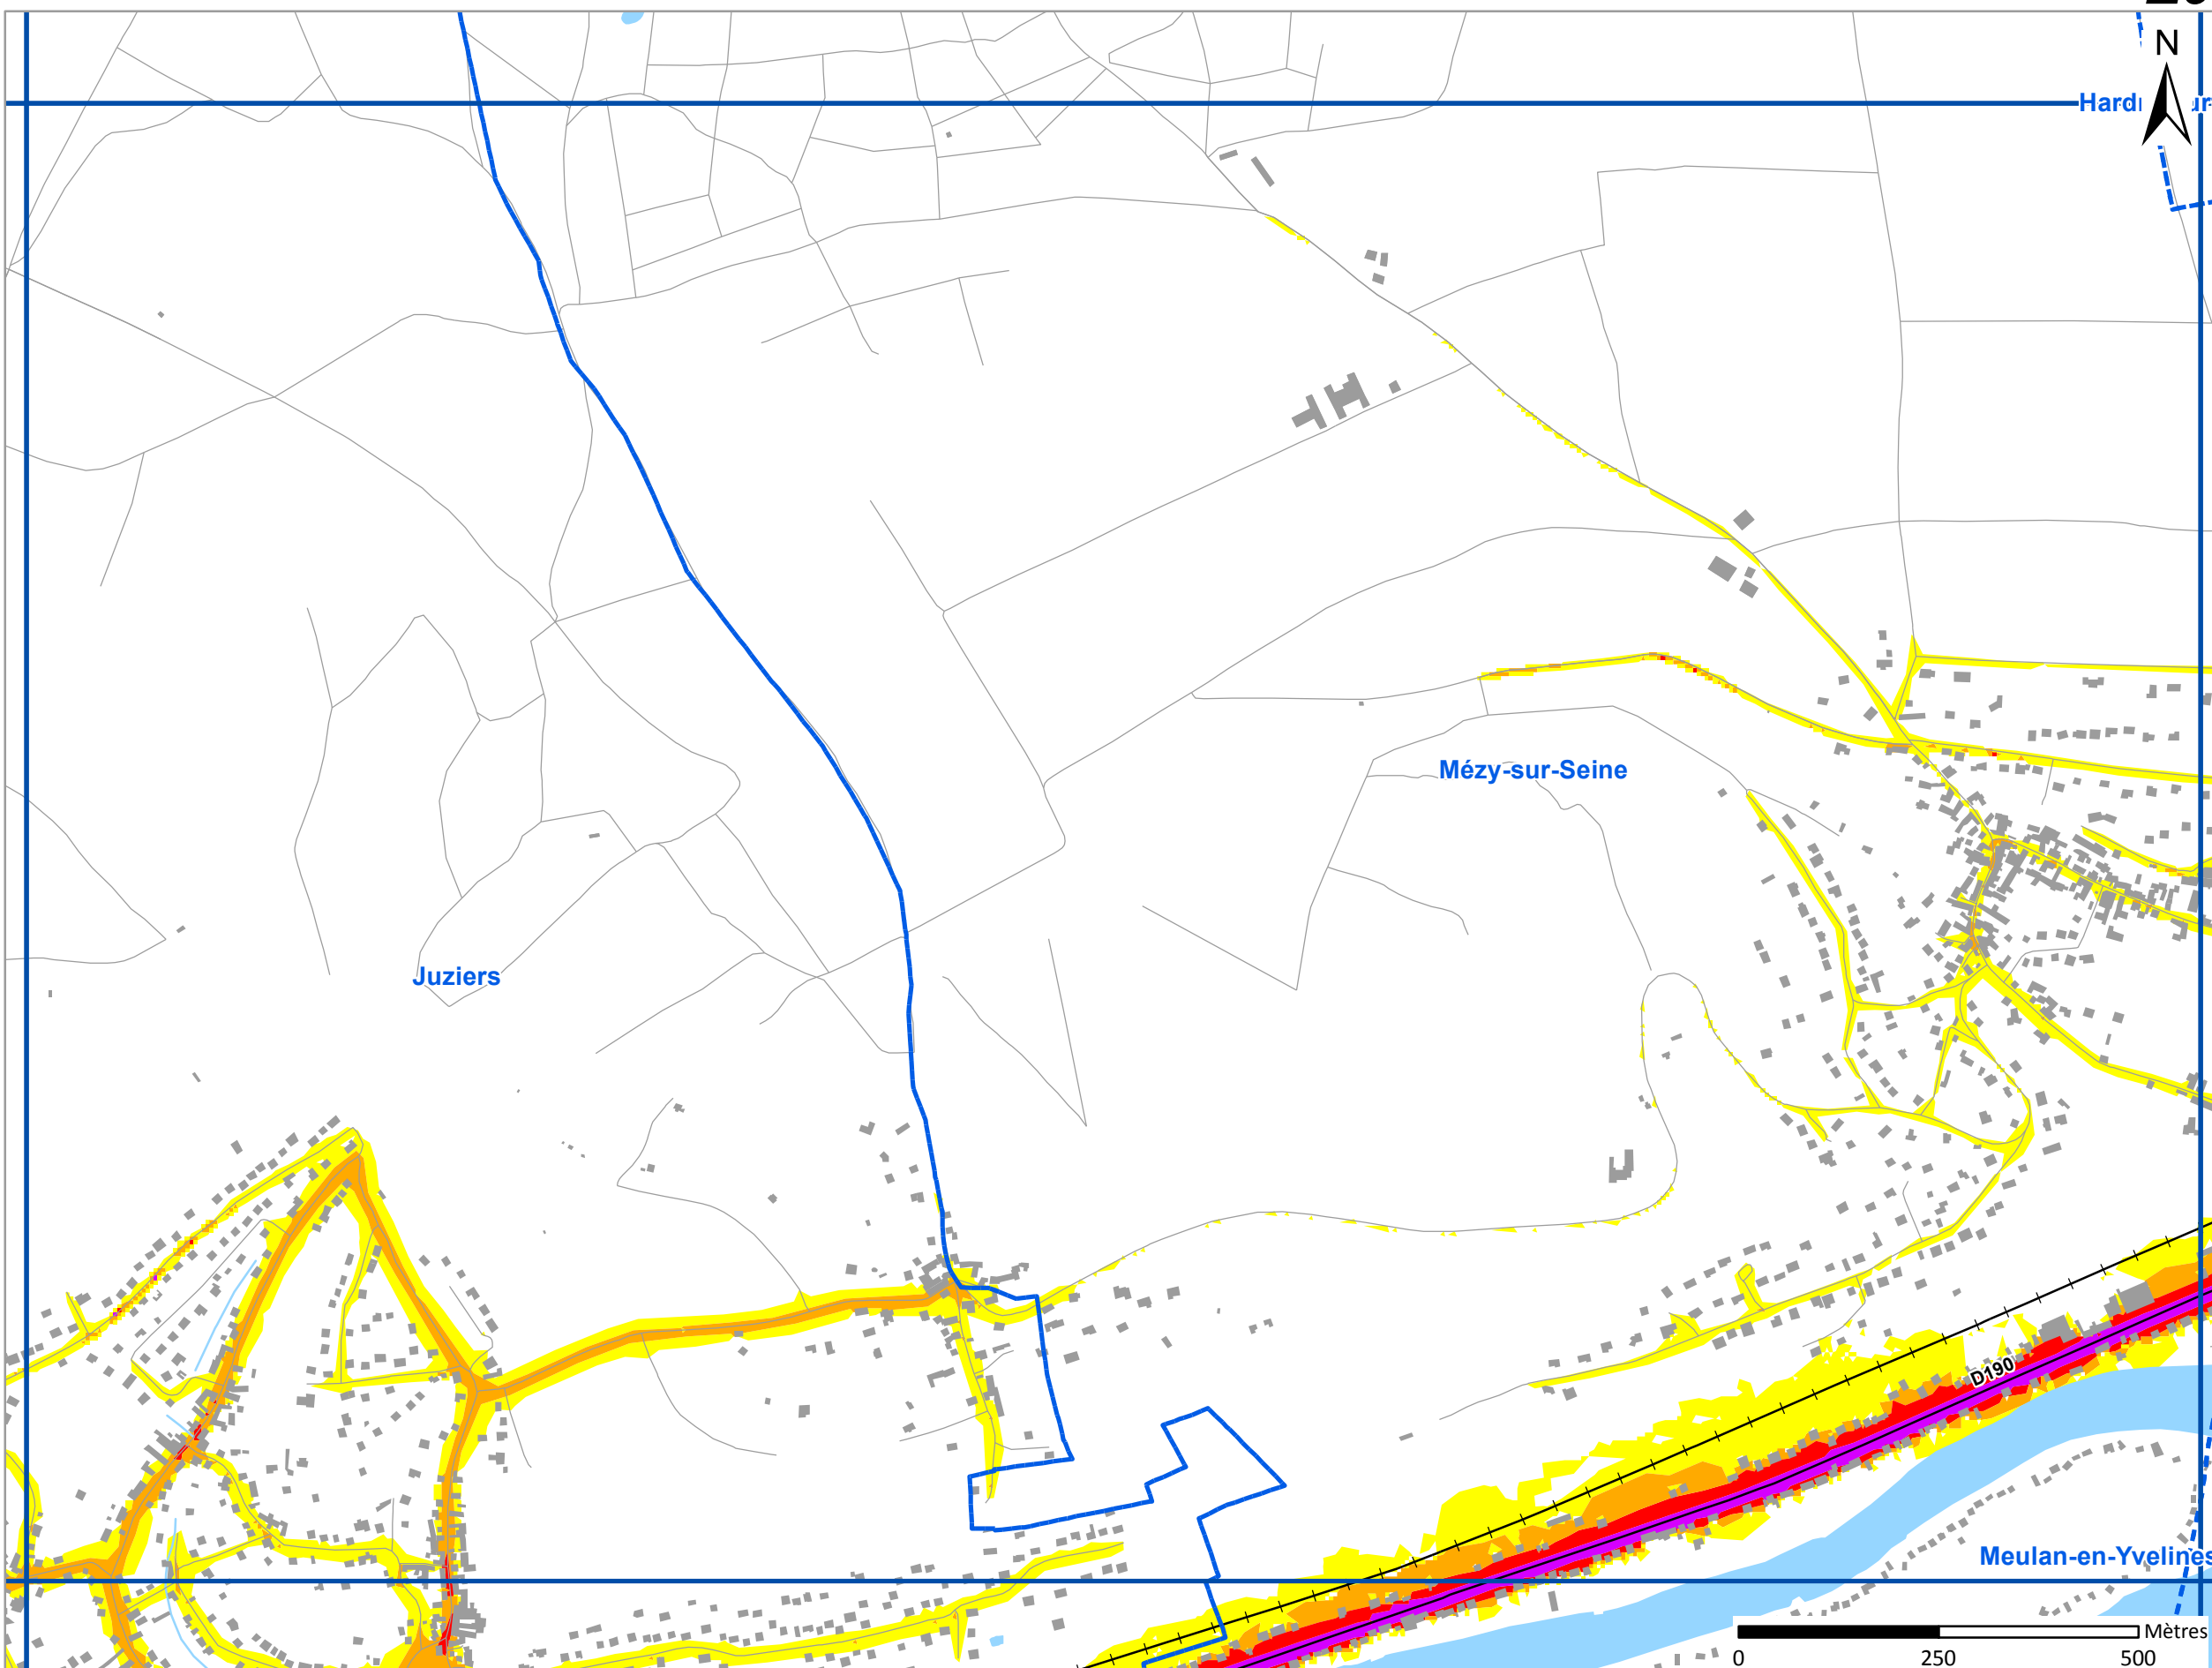 N
Mézy-sur-Seine
Juziers
D190
Meulan-en-Yvelines
Mètres
0 250 500